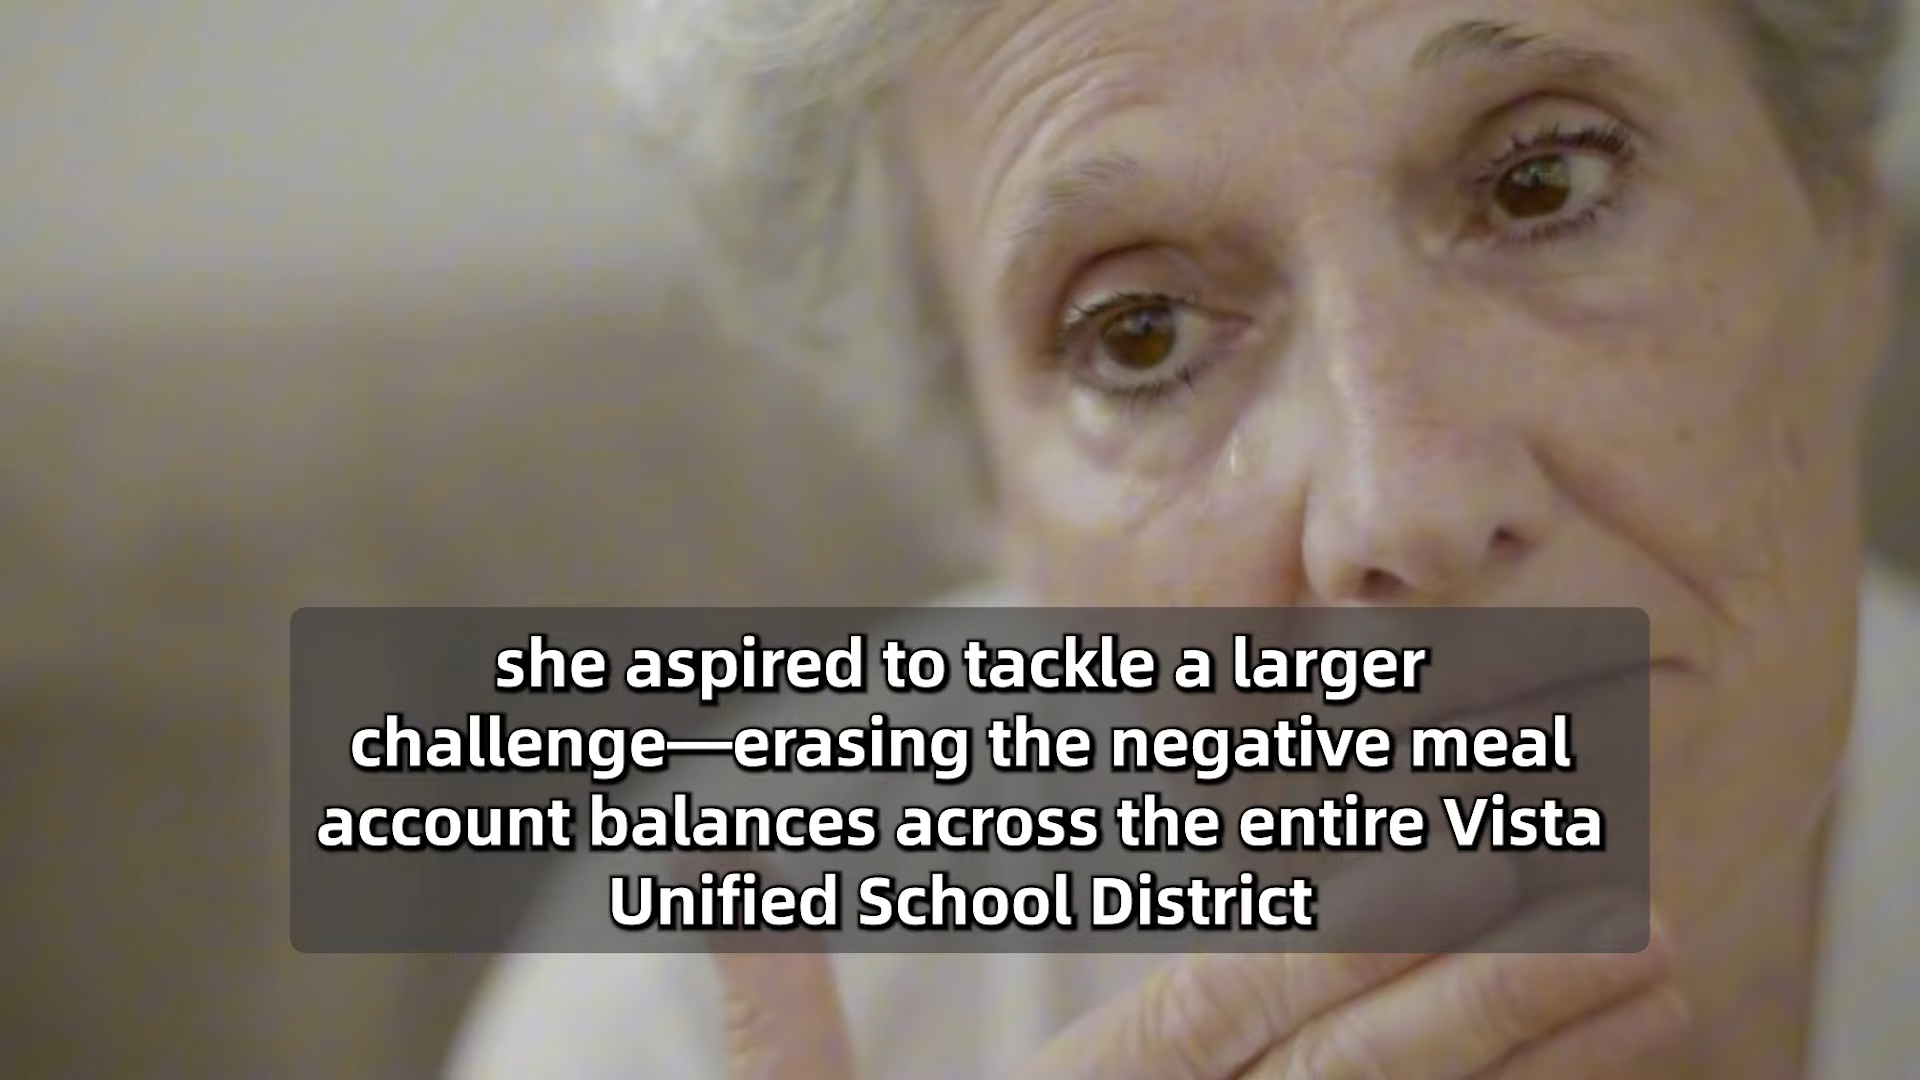 she aspired to tackle a larger
challenge—erasing the negative meal
account balances across the entire Vista
Unified School District